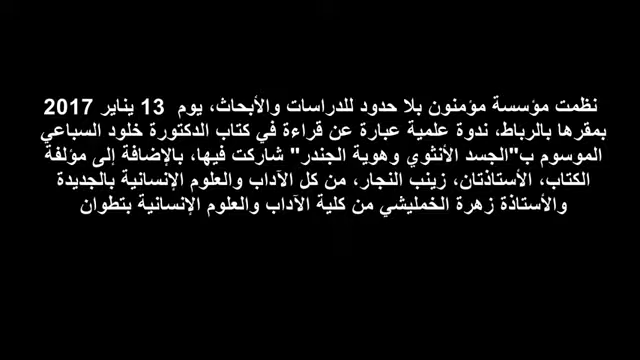 نظمت مؤسسة مؤمنون بلا حدود للدراسات والأبحاث، يوم 13 يناير 2017
بمقرها بالرباط، ندوة علمية عبارة عن قراءة في كتاب الدكتورة خلود السباعي
الموسوم ب"الجسد الأنثوي وهوية الجندر" شاركت فيها، بالإضافة إلى مؤلفة
الكتاب، الأستاذتان، زينب النجار، من كل الآداب والعلوم الإنسانية بالجديدة
والأستاذة زهرة الخمليشي من كلية الآداب والعلوم الإنسانية بتطوان